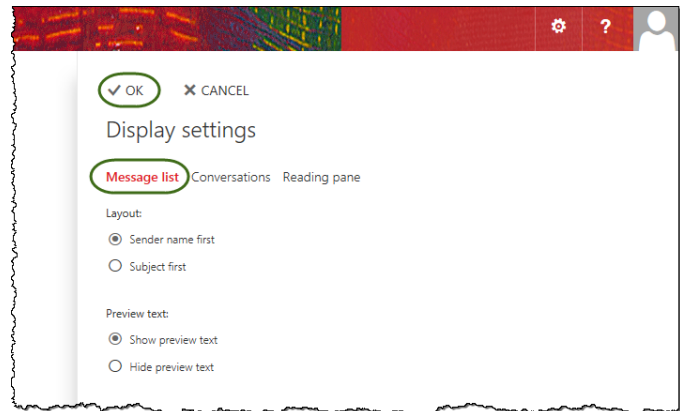 ?
OK CANCEL
Display settings
Message list Conversations Reading pane
Layout:
Sender name first
Subject first
Preview text:
Show preview text
Hide preview text